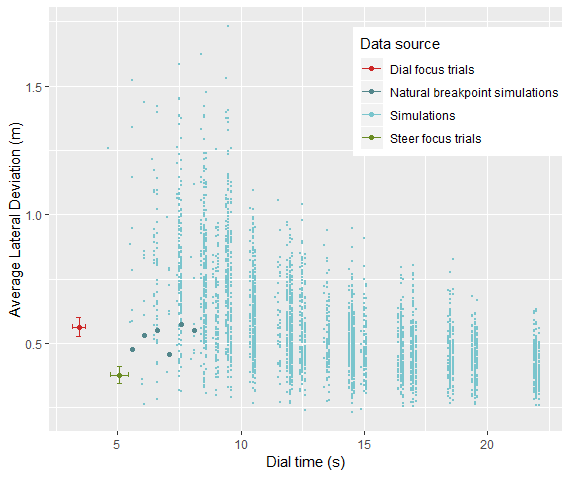 Data source
Dial focus trials
Natural breakpoint simulations
Simulations
Steer focus trials
Average Lateral Deviation (m)
1.5
1.0
0.5
5 10 15 20
Dial time (s)